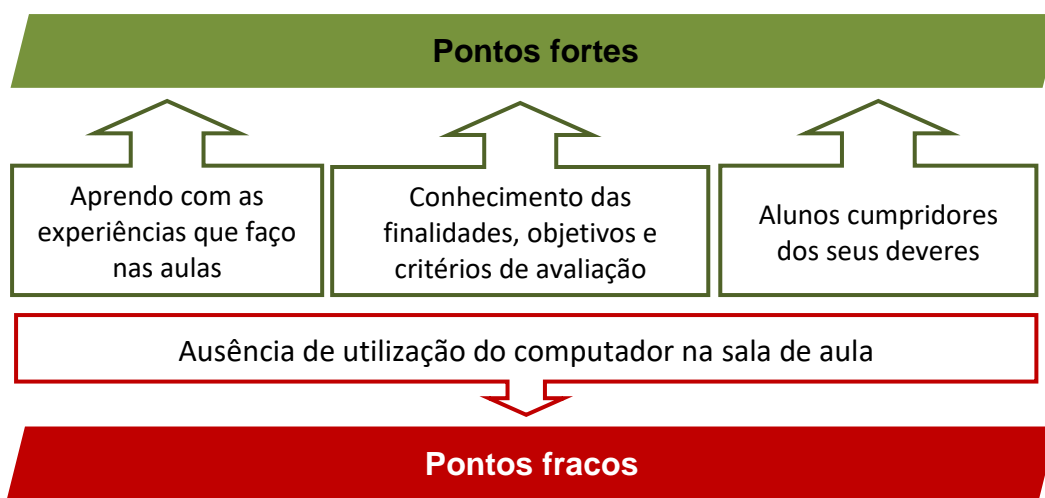 Pontos fortes
Aprendo com as
experiências que faço
nas aulas
Conhecimento das
finalidades, objetivos e
critérios de avaliação
Alunos cumpridores
dos seus deveres
Ausência de utilização do computador na sala de aula
Pontos fracos